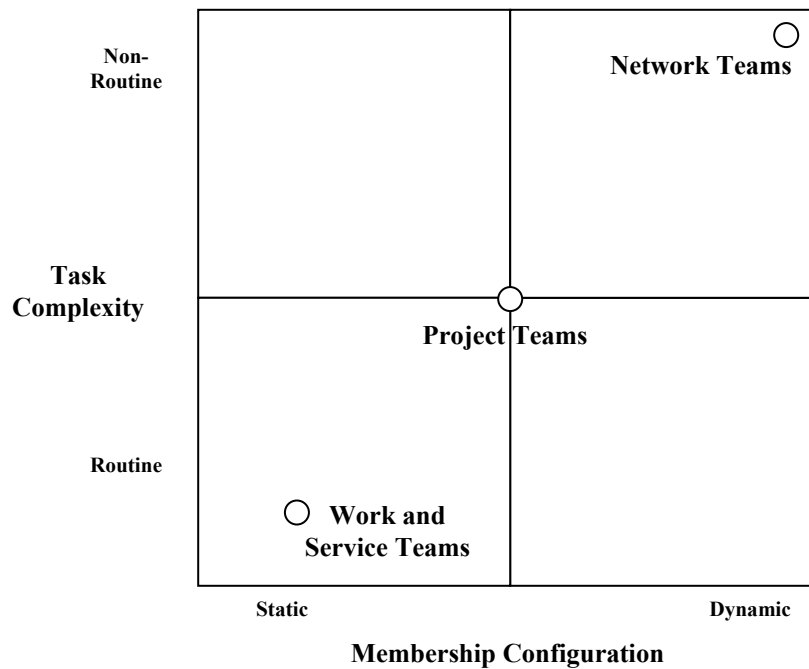 Non-
Routine
Network Teams
Task
Complexity
Project Teams
Routine
Work and
Service Teams
Static
Dynamic
Membership Configuration